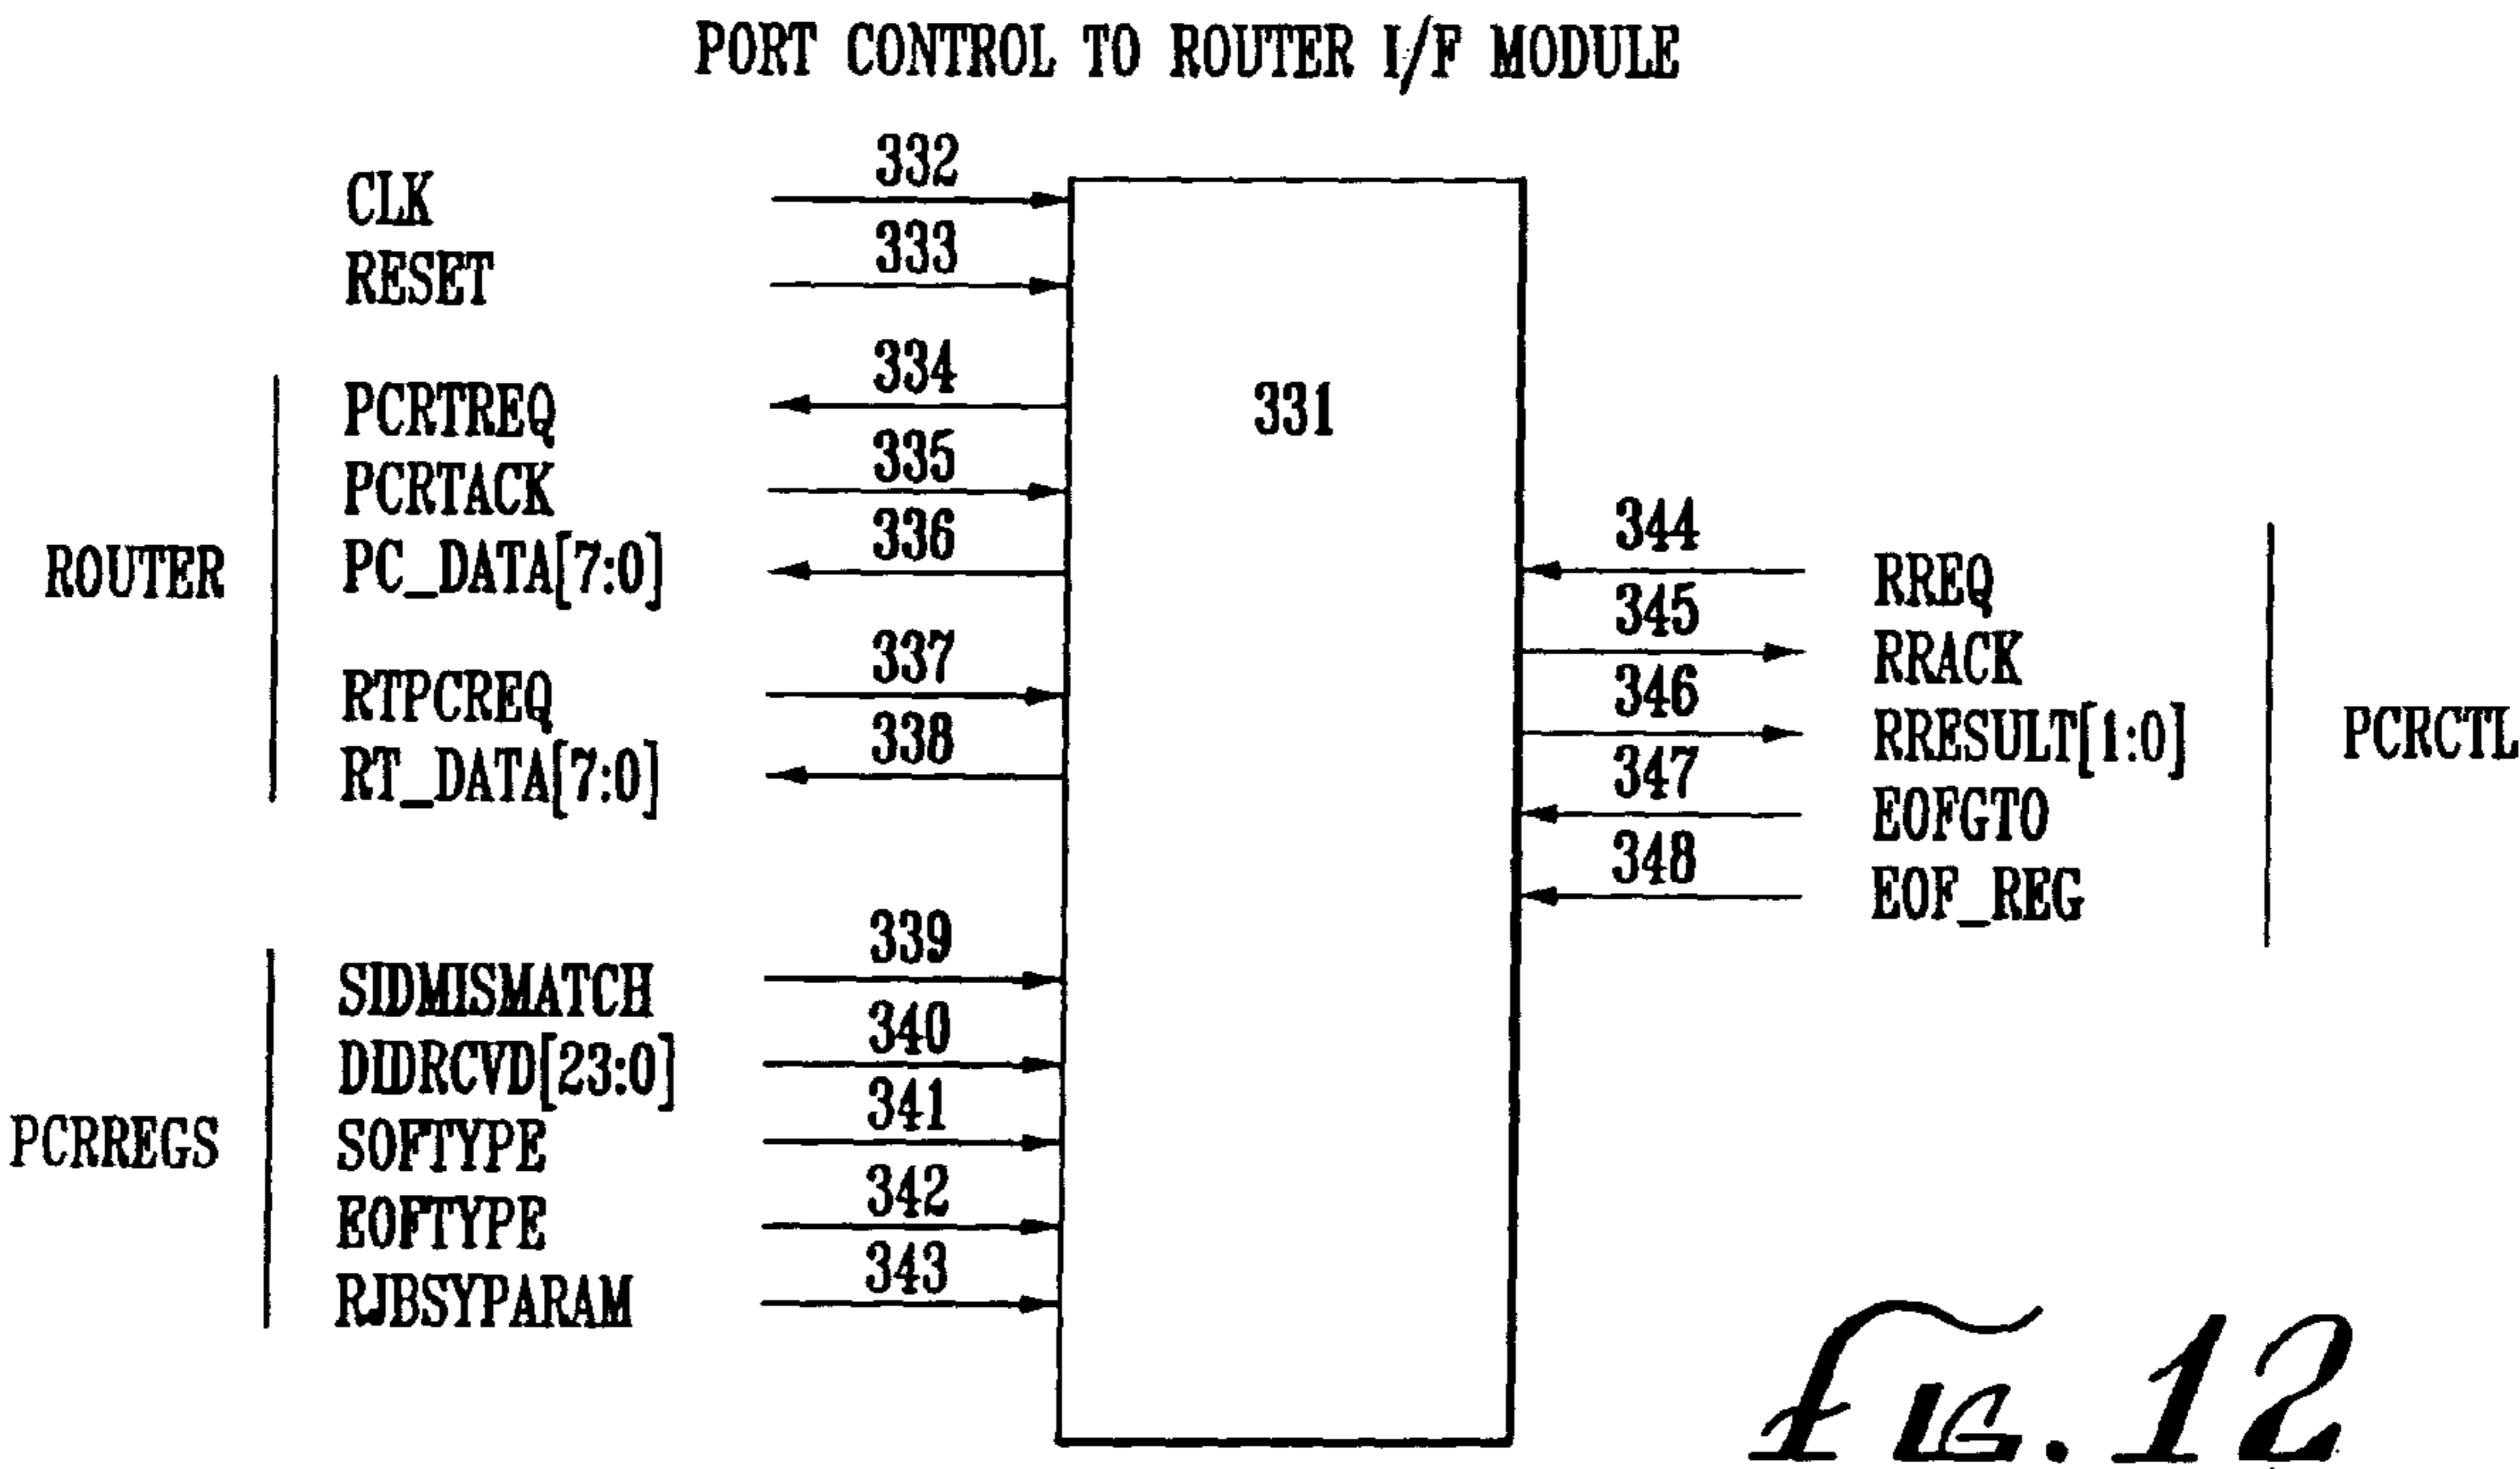 PORT CONTROL TO ROUTER I/F MODULE
CLK 332
RESET 333
ROUTER
PCRTREQ 334
PCRTACK 335
PC_DATA[7:0] 336
RTPCREQ 337
RT_DATA[7:0] 338
PCRREGS
SIDMISMATCH 339
DIDRCVD[23:0] 340
SOFTYPE 341
EOFTYPE 342
RJBSYPARAM 343
331
344 RREQ
345 RRACK
346 RRESULT[1:0]
347 EOFGTO
348 EOF_REG
PCRCTL
FIG. 12